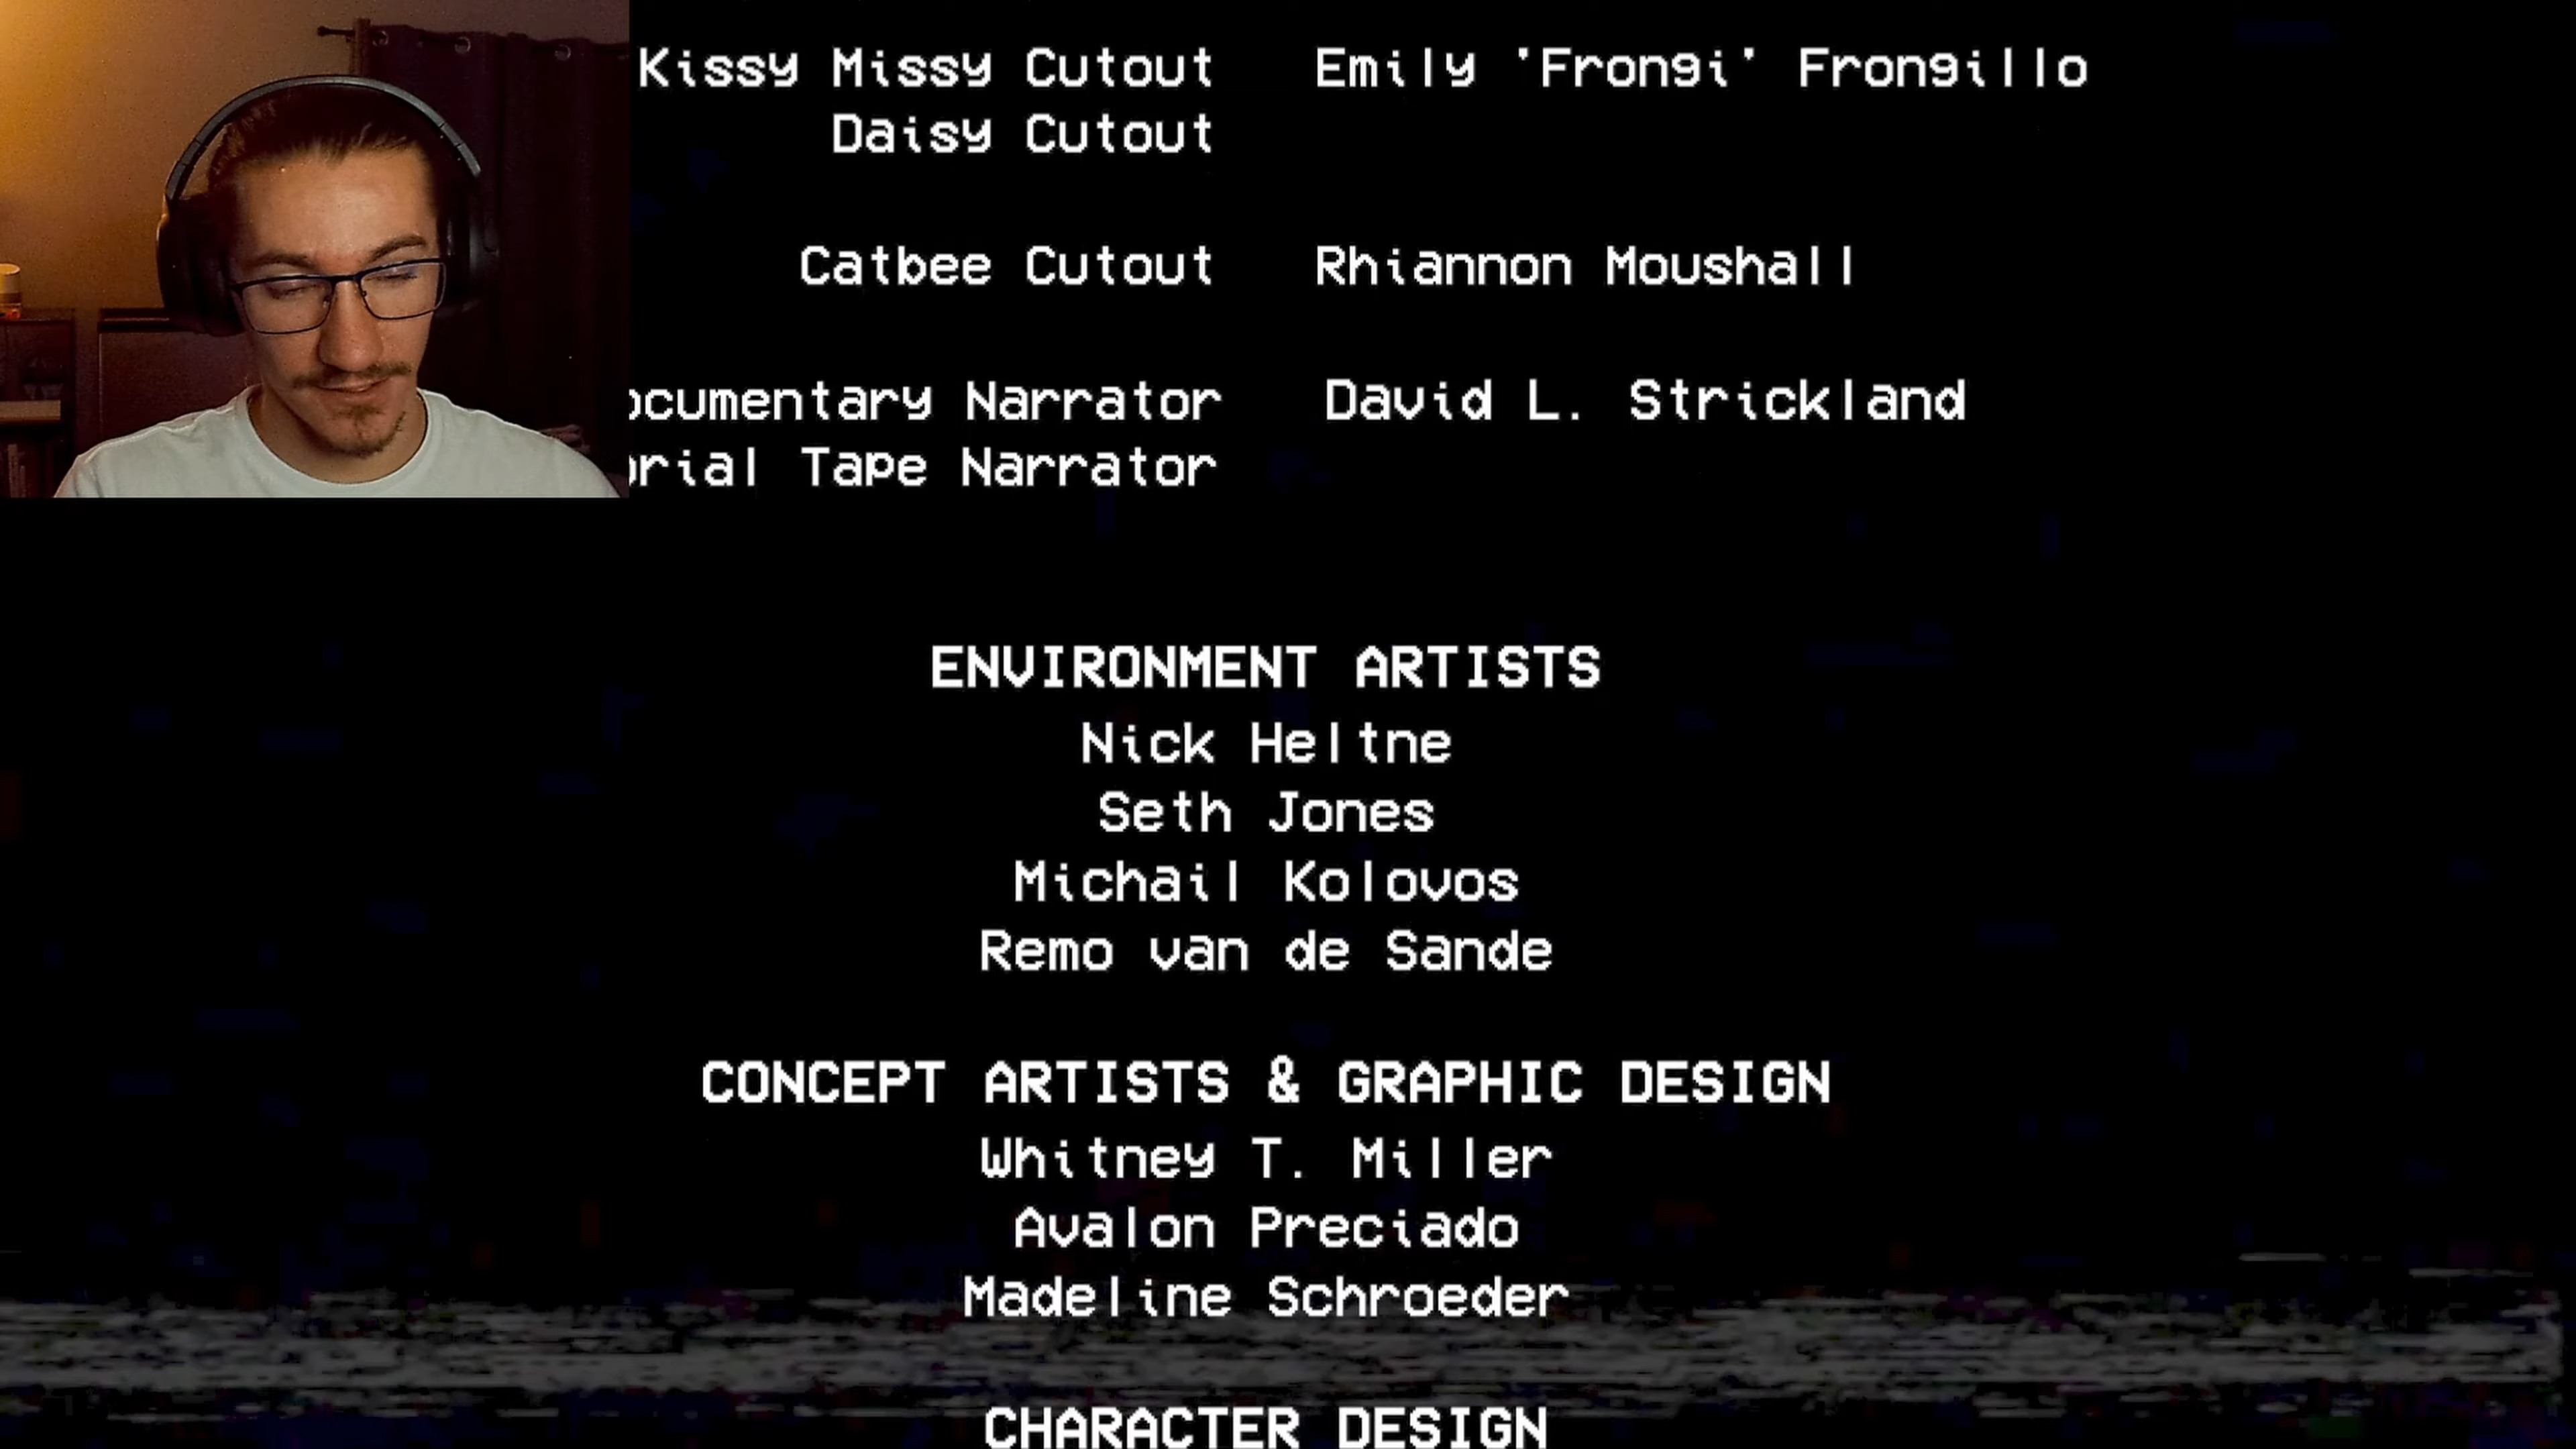 Kissy Missy Cutout Emily 'Frongi' Frongillo
Daisy Cutout
Catbee Cutout Rhiannon Moushall
Narrator David L. Strickland
Tape Narrator
ENVIRONMENT ARTISTS
Nick Heltne
Seth Jones
Michail Kolovos
Remo van de Sande
CONCEPT ARTISTS & GRAPHIC DESIGN
Whitney T. Miller
Avalon Preciado
Madeline Schroeder
CHARACTER DESIGN